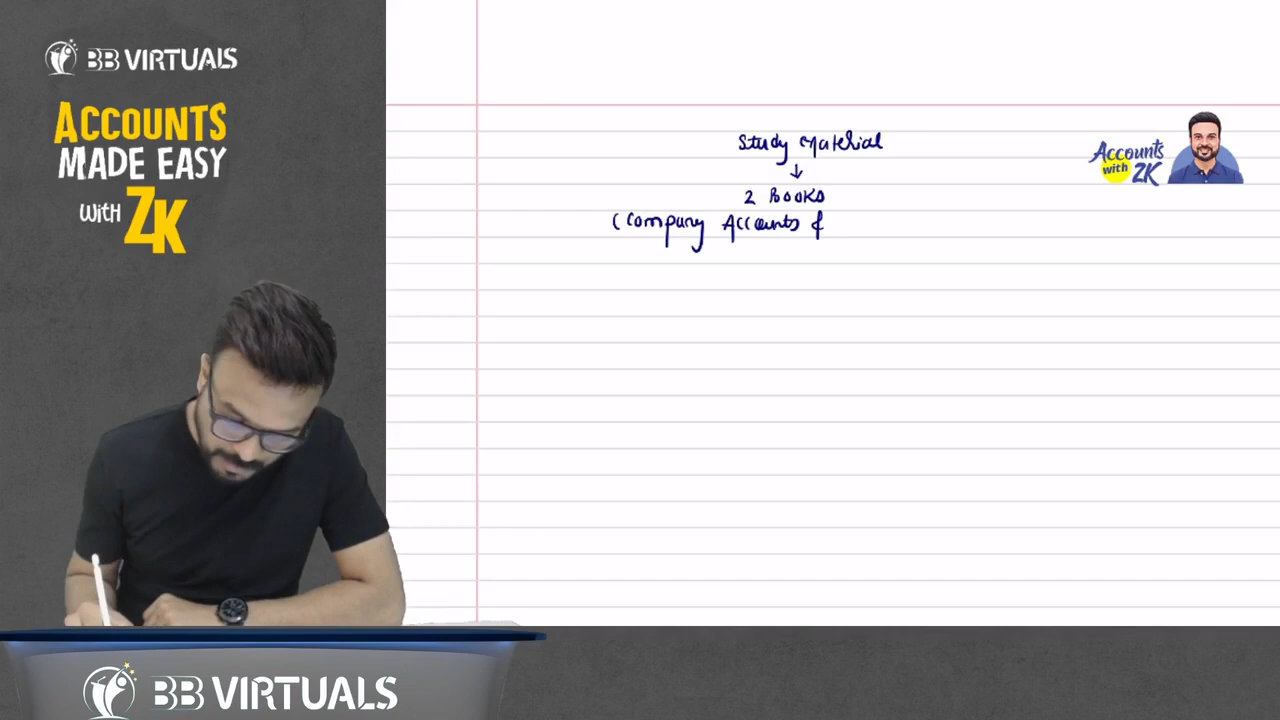 BB VIRTUALS
ACCOUNTS
MADE EASY
WITH ZK
Study Material
↓
2 Books
(Company Accounts &
Accounts
with ZK
BB VIRTUALS